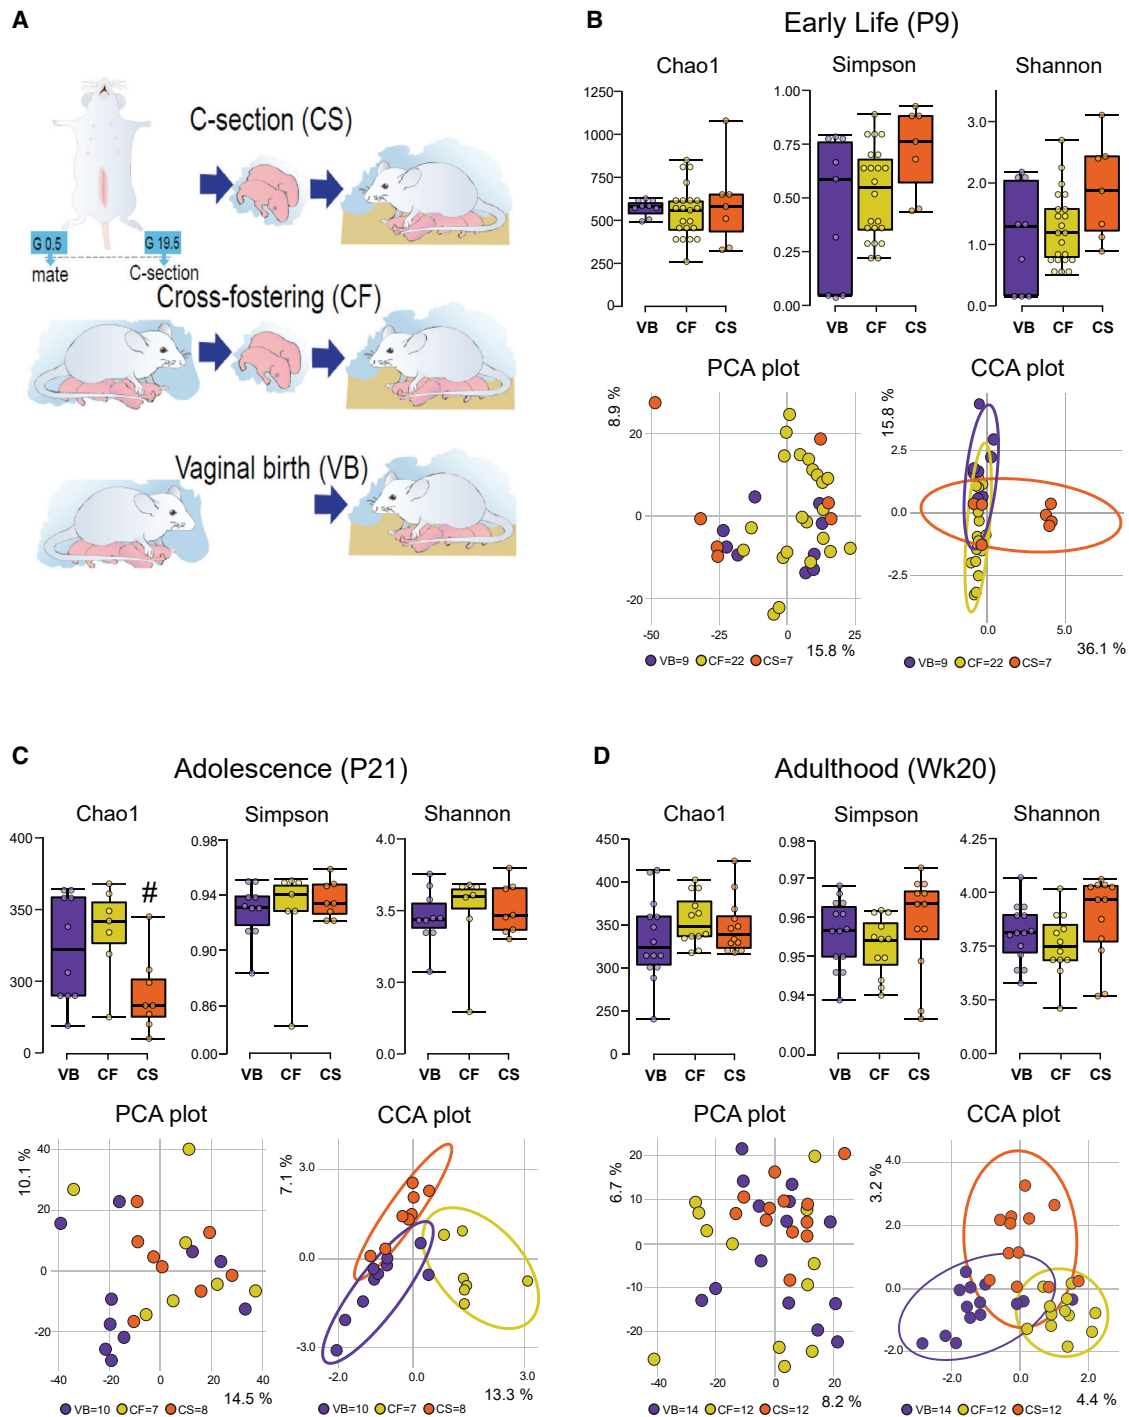 A
C-section (CS)
G 0.5
G 19.5
mate
C-section
Cross-fostering (CF)
Vaginal birth (VB)
B
Early Life (P9)
Chao1
Simpson
Shannon
1250
1000
750
500
250
0
VB CF CS
1.00
0.75
0.50
0.25
0.00
VB CF CS
3.0
2.0
1.0
0.0
VB CF CS
PCA plot
8.9 %
20
0
-20
-50 -25 0 25
15.8 %
VB=9 CF=22 CS=7
CCA plot
15.8 %
2.5
0.0
-2.5
0.0 5.0
36.1 %
VB=9 CF=22 CS=7
C
Adolescence (P21)
Chao1
Simpson
Shannon
400
350
300
0
#
VB CF CS
0.98
0.94
0.90
0.86
0.00
VB CF CS
4.0
3.5
3.0
0.0
VB CF CS
PCA plot
10.1 %
40
20
0
-20
-40 -20 0 20 40
14.5 %
VB=10 CF=7 CS=8
CCA plot
7.1 %
3.0
0.0
-3.0
-2.0 0.0 3.0
13.3 %
VB=10 CF=7 CS=8
D
Adulthood (Wk20)
Chao1
Simpson
Shannon
450
400
350
300
250
0
VB CF CS
0.98
0.97
0.96
0.95
0.94
0.00
VB CF CS
4.25
4.00
3.75
3.50
0.00
VB CF CS
PCA plot
6.7 %
20
10
0
-10
-20
-40 -20 0 20
8.2 %
VB=14 CF=12 CS=12
CCA plot
3.2 %
4.0
2.0
0.0
-2.0
-2.0 0.0 2.0
4.4 %
VB=14 CF=12 CS=12